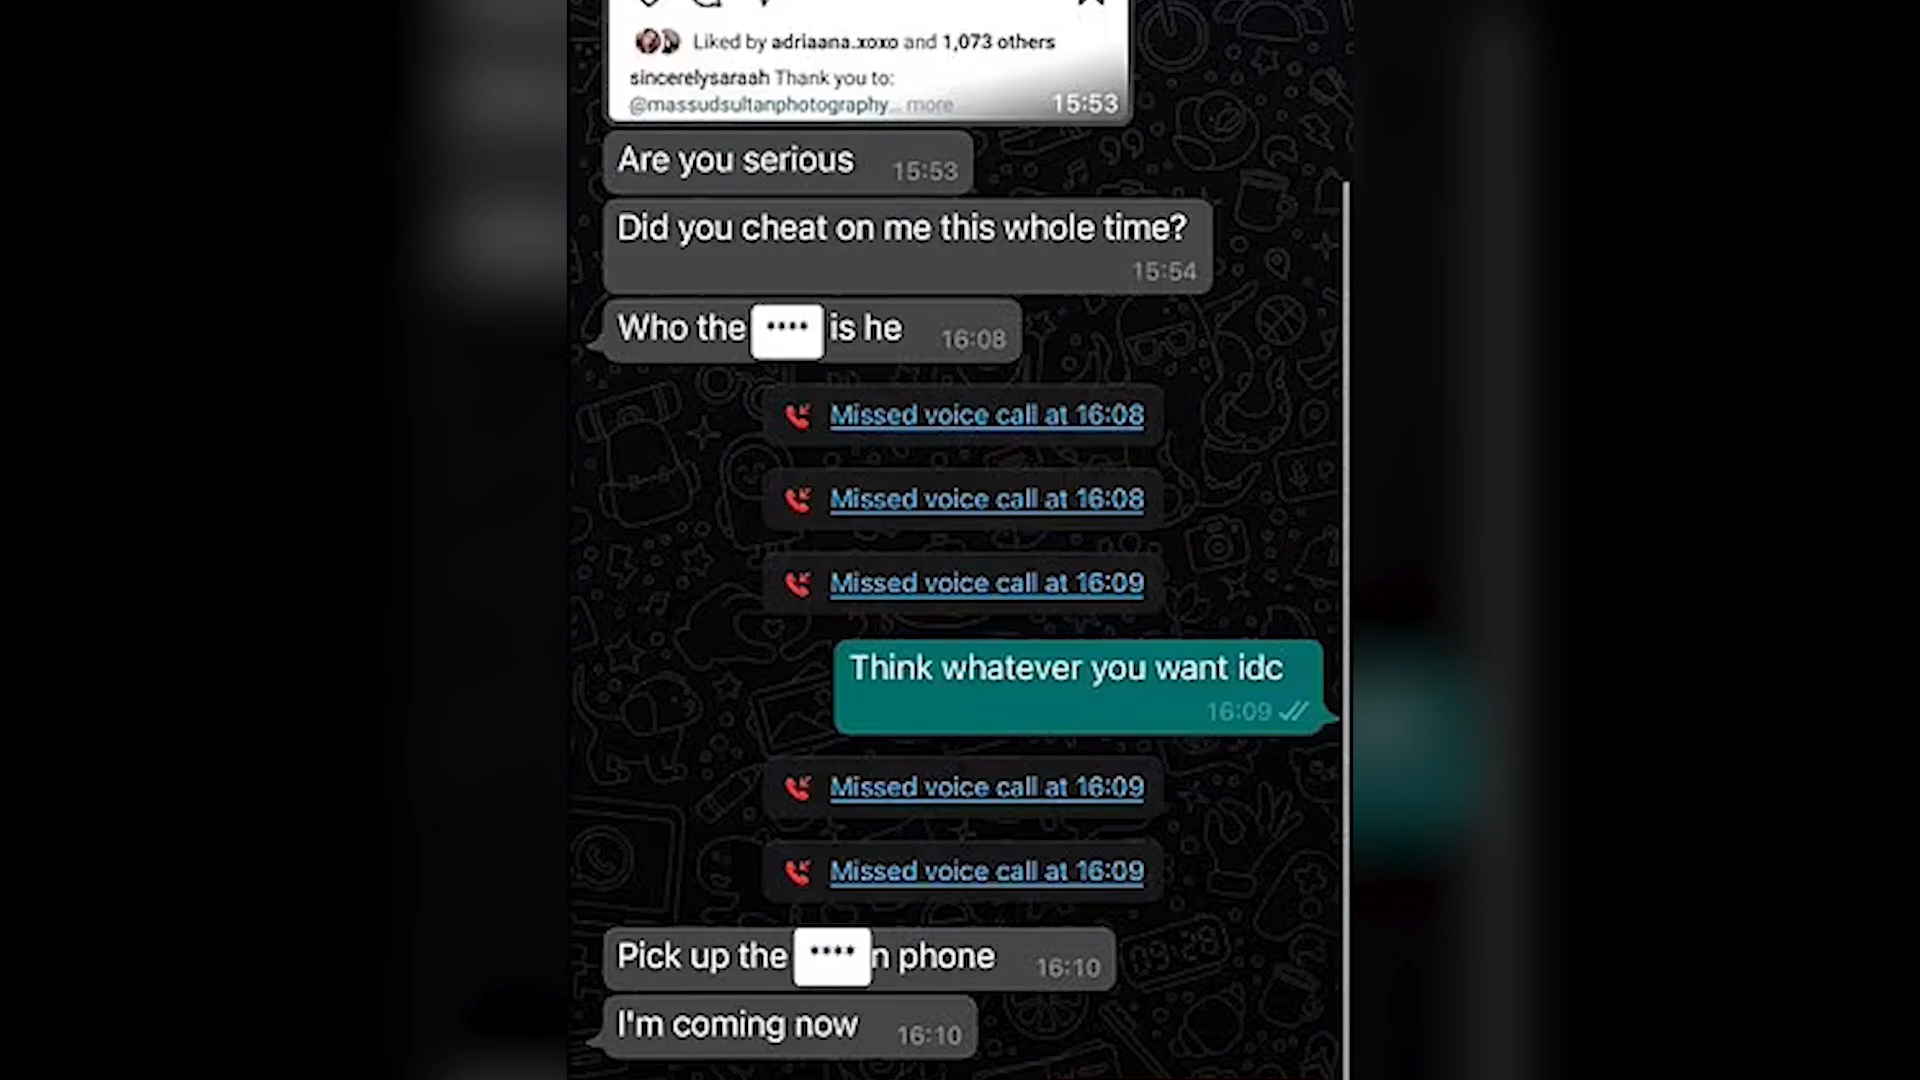 Liked by adriaana.xoxo and 1,073 others
sincerelysaraah Thank you to:
@massudsultanphotography... more
15:53
Are you serious 15:53
Did you cheat on me this whole time?
15:54
Who the **** is he 16:08
Missed voice call at 16:08
Missed voice call at 16:08
Missed voice call at 16:09
Think whatever you want idc
16:09
Missed voice call at 16:09
Missed voice call at 16:09
Pick up the ****n phone 16:10
I'm coming now 16:10